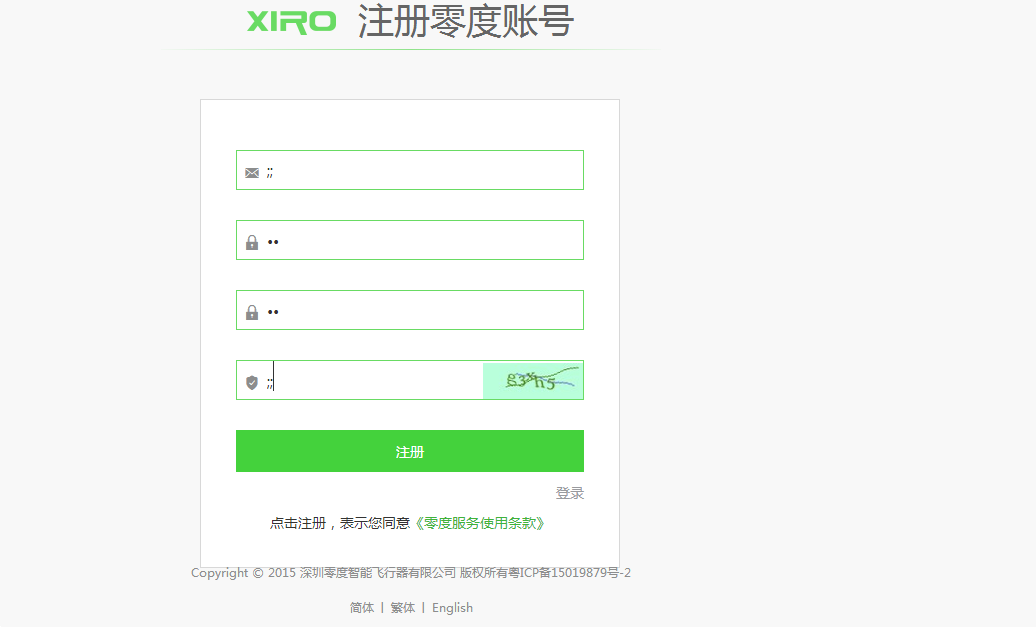 XIRO 注册零度账号
;;
••
••
;;
g3xh5
注册
登录
点击注册，表示您同意《零度服务使用条款》
Copyright © 2015 深圳零度智能飞行器有限公司 版权所有粤ICP备15019879号-2
简体 | 繁体 | English